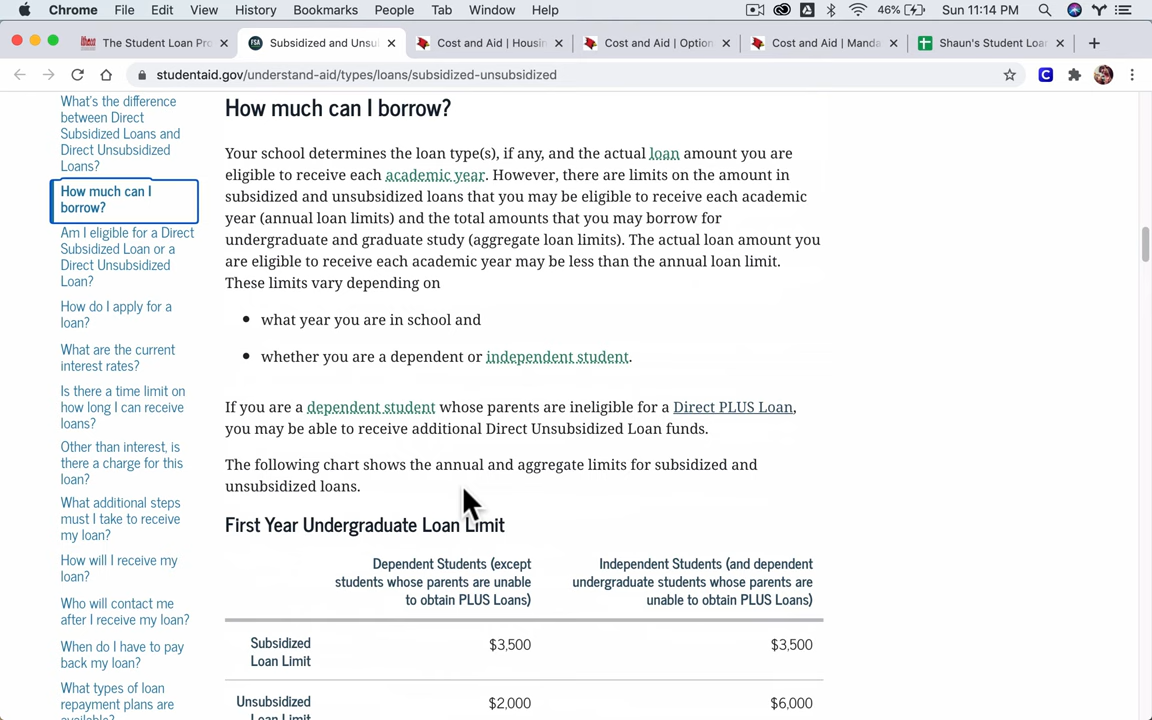 Chrome File Edit View History Bookmarks People Tab Window Help 46% Sun 11:14 PM
The Student Loan Pro Subsidized and Unsu Cost and Aid | Housin Cost and Aid | Option Cost and Aid | Manda Shaun's Student Loa
studentaid.gov/understand-aid/types/loans/subsidized-unsubsidized
What's the difference
between Direct
Subsidized Loans and
Direct Unsubsidized
Loans?
How much can I
borrow?
Am I eligible for a Direct
Subsidized Loan or a
Direct Unsubsidized
Loan?
How do I apply for a
loan?
What are the current
interest rates?
Is there a time limit on
how long I can receive
loans?
Other than interest, is
there a charge for this
loan?
What additional steps
must I take to receive
my loan?
How will I receive my
loan?
Who will contact me
after I receive my loan?
When do I have to pay
back my loan?
What types of loan
repayment plans are
available?
How much can I borrow?
Your school determines the loan type(s), if any, and the actual loan amount you are
eligible to receive each academic year. However, there are limits on the amount in
subsidized and unsubsidized loans that you may be eligible to receive each academic
year (annual loan limits) and the total amounts that you may borrow for
undergraduate and graduate study (aggregate loan limits). The actual loan amount you
are eligible to receive each academic year may be less than the annual loan limit.
These limits vary depending on
what year you are in school and
whether you are a dependent or independent student.
If you are a dependent student whose parents are ineligible for a Direct PLUS Loan,
you may be able to receive additional Direct Unsubsidized Loan funds.
The following chart shows the annual and aggregate limits for subsidized and
unsubsidized loans.
First Year Undergraduate Loan Limit
Dependent Students (except
students whose parents are unable
to obtain PLUS Loans)
Independent Students (and dependent
undergraduate students whose parents are
unable to obtain PLUS Loans)
Subsidized
Loan Limit
$3,500 $3,500
Unsubsidized
Loan Limit
$2,000 $6,000